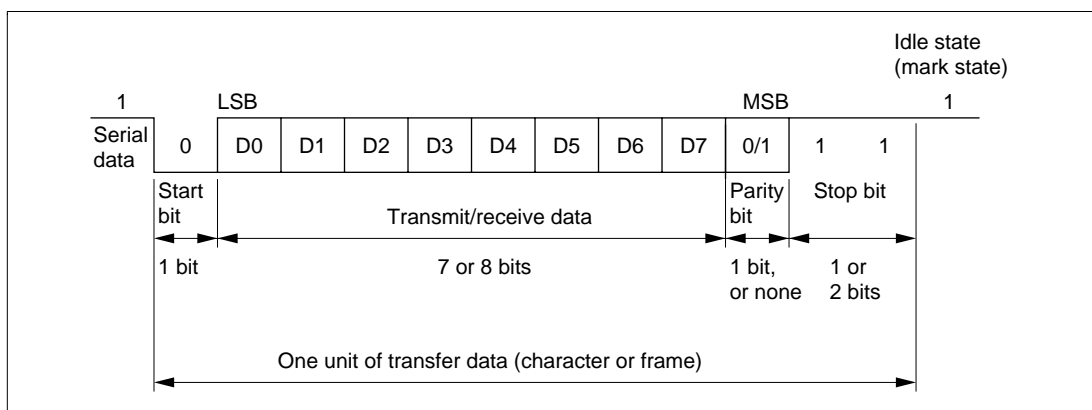 Idle state
(mark state)
1 LSB MSB 1
Serial
data
0 D0 D1 D2 D3 D4 D5 D6 D7 0/1 1 1
Start
bit
Transmit/receive data
Parity
bit
Stop bit
1 bit
7 or 8 bits
1 bit,
or none
1 or
2 bits
One unit of transfer data (character or frame)